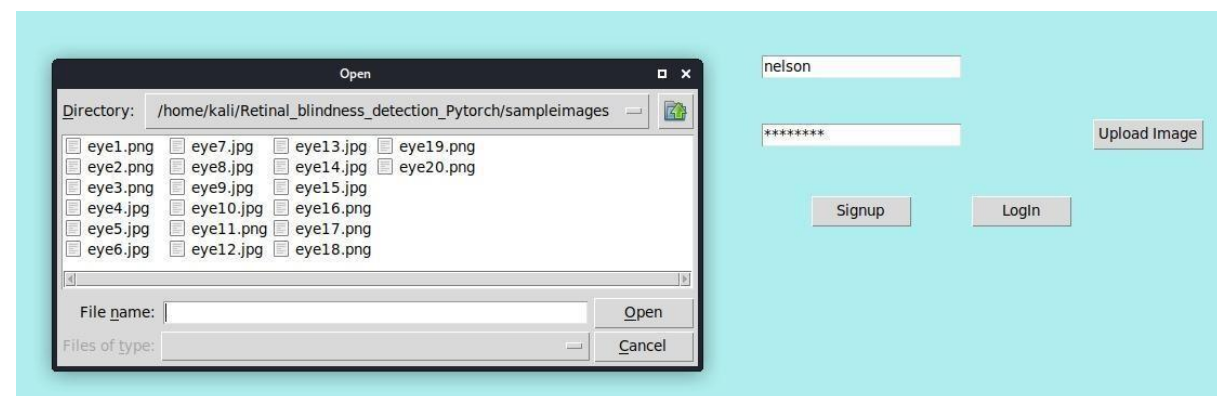 Open
Directory: /home/kali/Retinal_blindness_detection_Pytorch/sampleimages
eye1.png eye7.jpg eye13.jpg eye19.png
eye2.png eye8.jpg eye14.jpg eye20.png
eye3.png eye9.jpg eye15.jpg
eye4.jpg eye10.jpg eye16.png
eye5.jpg eye11.png eye17.png
eye6.jpg eye12.jpg eye18.png
File name: Open
Files of type: Cancel
nelson
******** Upload Image
Signup LogIn